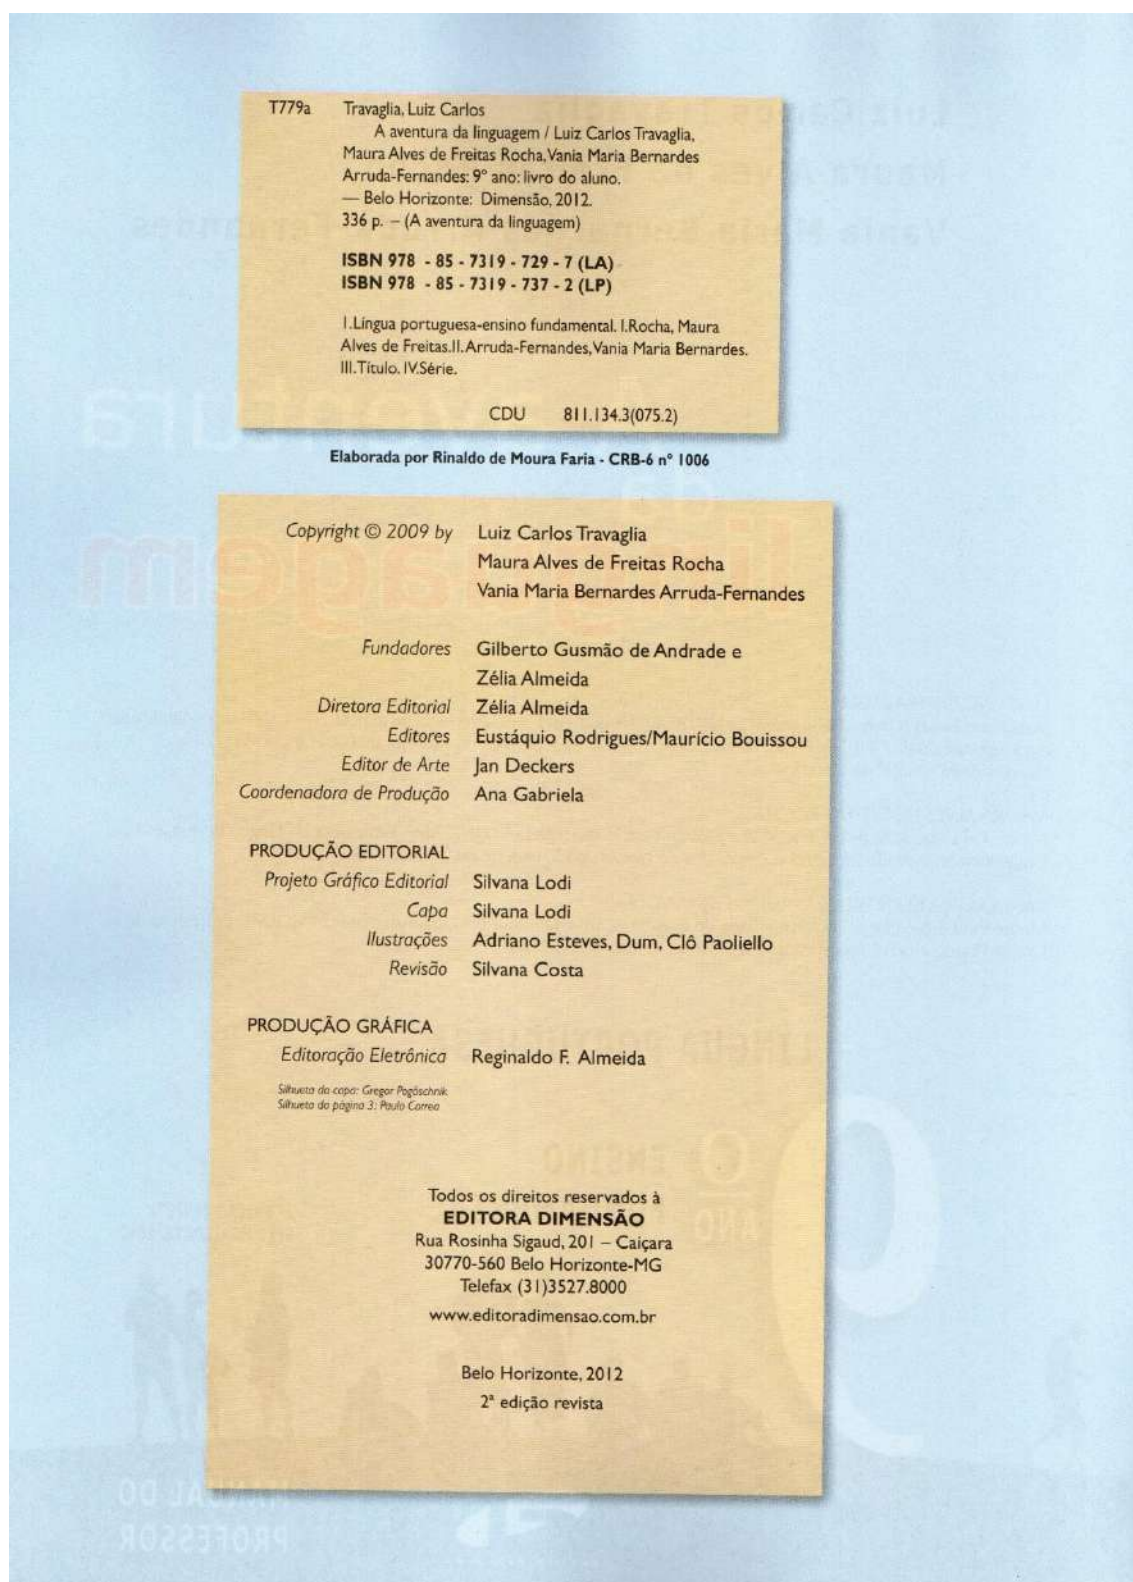 T779a Travaglia, Luiz Carlos
A aventura da linguagem / Luiz Carlos Travaglia,
Maura Alves de Freitas Rocha, Vania Maria Bernardes
Arruda-Fernandes: 9º ano: livro do aluno.
— Belo Horizonte: Dimensão, 2012.
336 p. – (A aventura da linguagem)
ISBN 978 - 85 - 7319 - 729 - 7 (LA)
ISBN 978 - 85 - 7319 - 737 - 2 (LP)
1.Língua portuguesa-ensino fundamental. I.Rocha, Maura
Alves de Freitas.II.Arruda-Fernandes, Vania Maria Bernardes.
III.Título. IV.Série.
CDU 811.134.3(075.2)
Elaborada por Rinaldo de Moura Faria - CRB-6 nº 1006
Copyright © 2009 by Luiz Carlos Travaglia
Maura Alves de Freitas Rocha
Vania Maria Bernardes Arruda-Fernandes
Fundadores Gilberto Gusmão de Andrade e
Zélia Almeida
Diretora Editorial Zélia Almeida
Editores Eustáquio Rodrigues/Maurício Bouissou
Editor de Arte Jan Deckers
Coordenadora de Produção Ana Gabriela
PRODUÇÃO EDITORIAL
Projeto Gráfico Editorial Silvana Lodi
Capa Silvana Lodi
Ilustrações Adriano Esteves, Dum, Clô Paoliello
Revisão Silvana Costa
PRODUÇÃO GRÁFICA
Editoração Eletrônica Reginaldo F. Almeida
Silhueta da capa: Gregor Pogöschnik
Silhueta da página 3: Paulo Correa
Todos os direitos reservados à
EDITORA DIMENSÃO
Rua Rosinha Sigaud, 201 – Caiçara
30770-560 Belo Horizonte-MG
Telefax (31)3527.8000
www.editoradimensao.com.br
Belo Horizonte, 2012
2ª edição revista